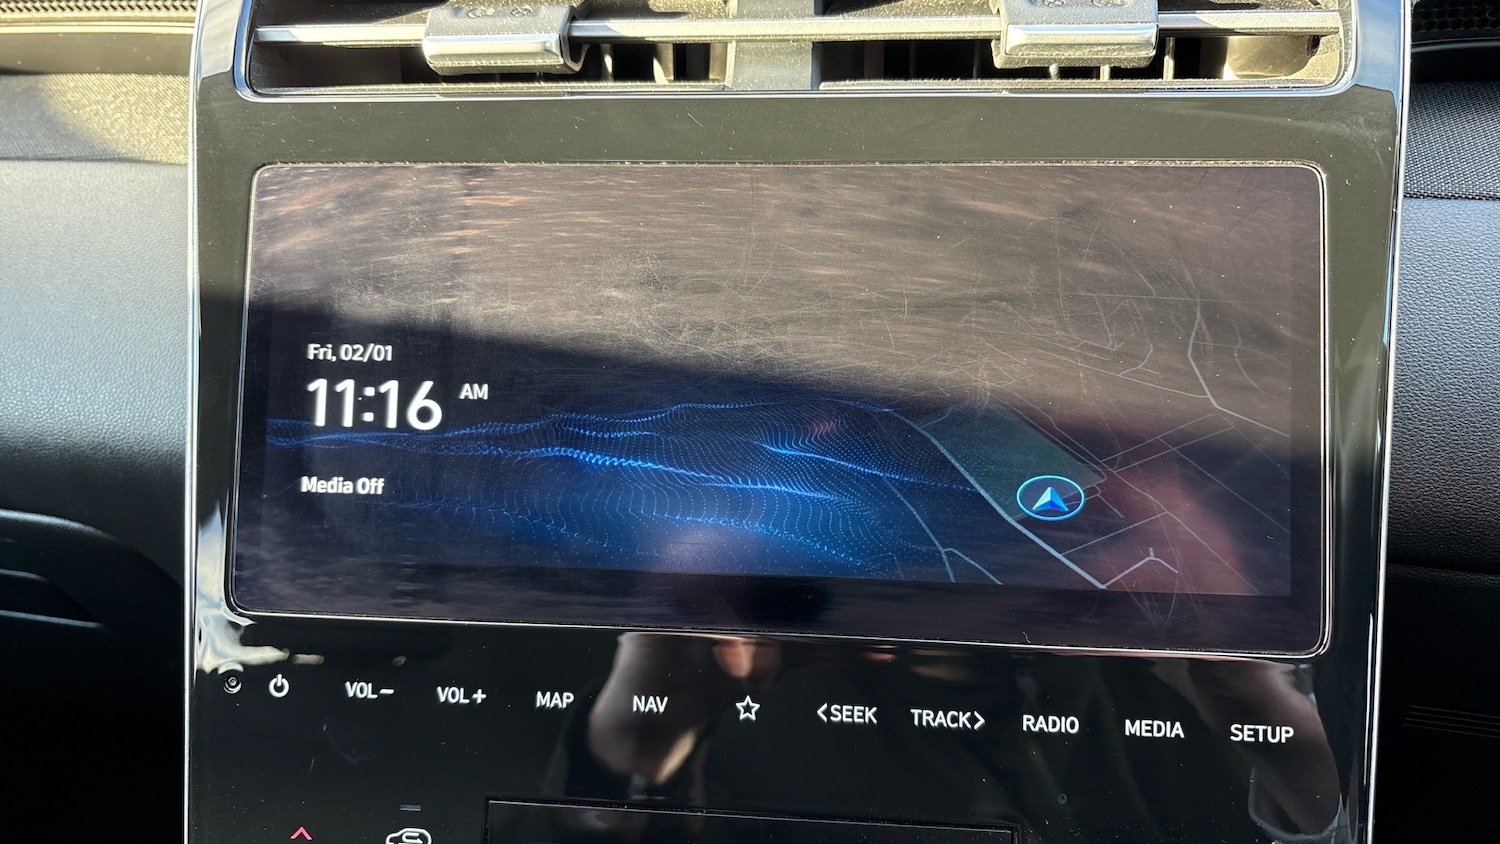 Fri, 02/01
11:16 AM
Media Off
VOL− VOL+ MAP NAV <SEEK TRACK> RADIO MEDIA SETUP